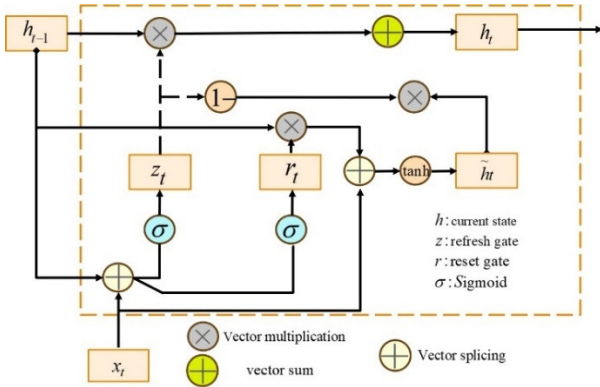 h_{t-1}
h_t
1-
z_t
r_t
tanh
h̃t
σ
σ
h: current state
z: refresh gate
r: reset gate
σ: Sigmoid
x_t
Vector multiplication
vector sum
Vector splicing